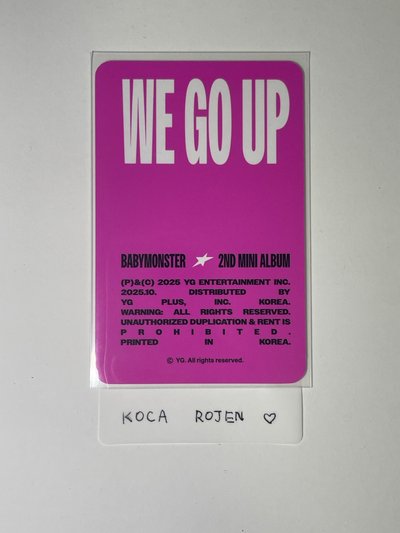 WE GO UP
BABYMONSTER 2ND MINI ALBUM
(P)&(C) 2025 YG ENTERTAINMENT INC.
2025.10. DISTRIBUTED BY
YG PLUS, INC. KOREA.
WARNING: ALL RIGHTS RESERVED.
UNAUTHORIZED DUPLICATION & RENT IS
PROHIBITED.
PRINTED IN KOREA.
© YG. All rights reserved.
KOCA ROJEN ♡